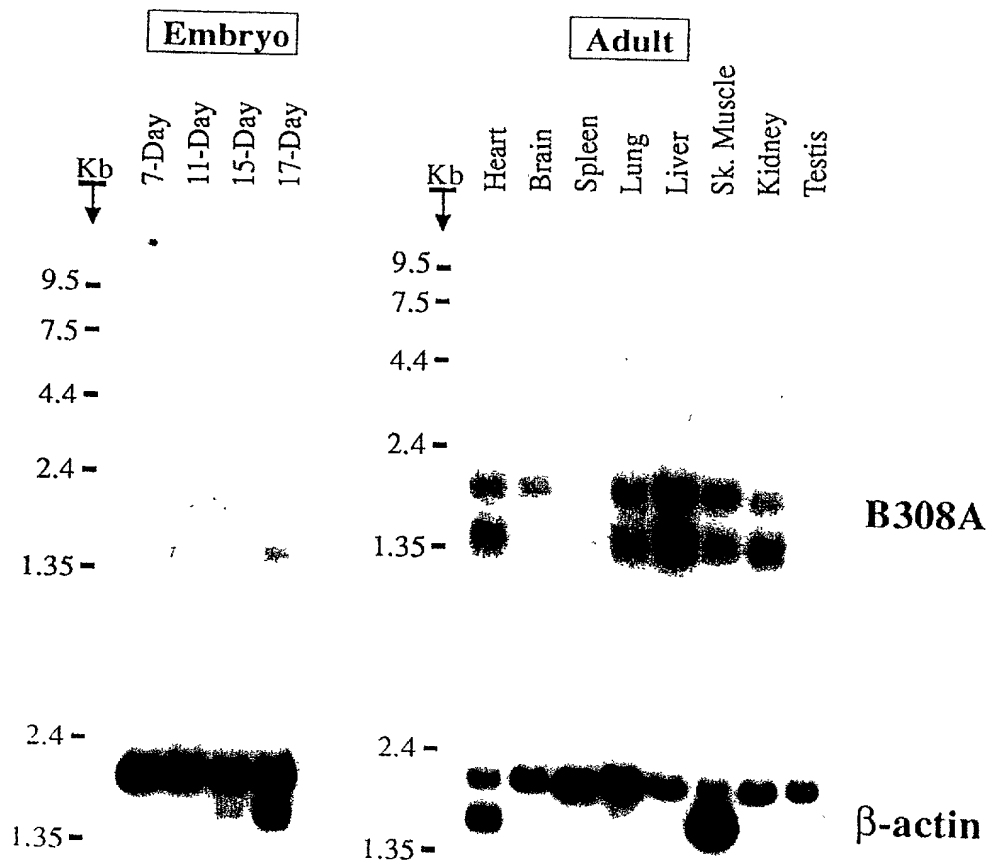 Embryo
Adult
7-Day
11-Day
15-Day
17-Day
Heart
Brain
Spleen
Lung
Liver
Sk. Muscle
Kidney
Testis
Kb
Kb
9.5
7.5
4.4
2.4
1.35
9.5
7.5
4.4
2.4
1.35
B308A
2.4
1.35
2.4
1.35
β-actin